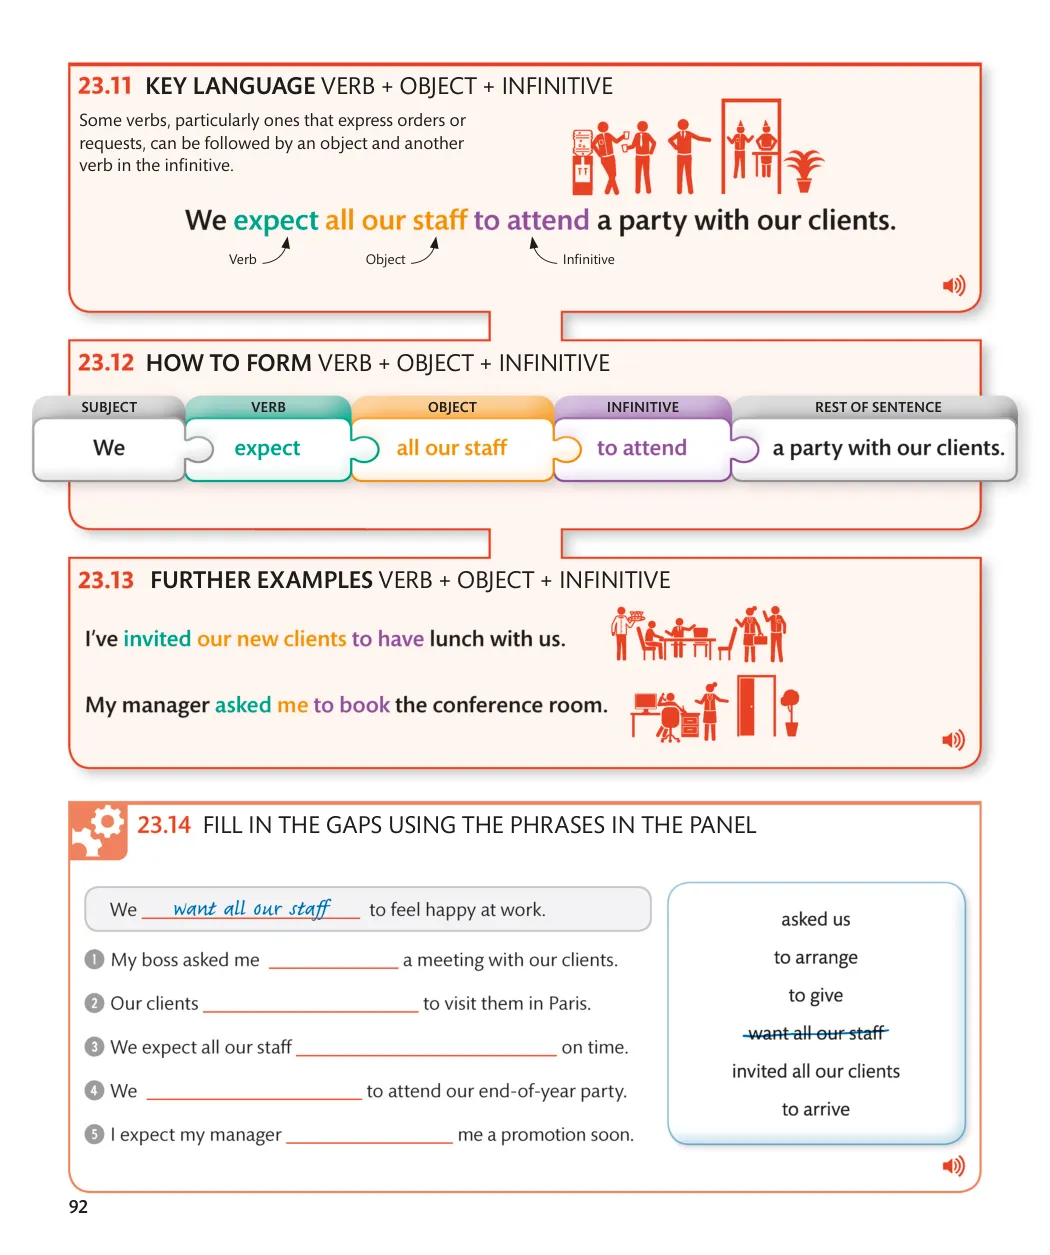 23.11 KEY LANGUAGE VERB + OBJECT + INFINITIVE
Some verbs, particularly ones that express orders or
requests, can be followed by an object and another
verb in the infinitive.
We expect all our staff to attend a party with our clients.
Verb Object Infinitive
23.12 HOW TO FORM VERB + OBJECT + INFINITIVE
SUBJECT VERB OBJECT INFINITIVE REST OF SENTENCE
We expect all our staff to attend a party with our clients.
23.13 FURTHER EXAMPLES VERB + OBJECT + INFINITIVE
I've invited our new clients to have lunch with us.
My manager asked me to book the conference room.
23.14 FILL IN THE GAPS USING THE PHRASES IN THE PANEL
We want all our staff to feel happy at work.
1 My boss asked me ____ a meeting with our clients.
2 Our clients ____ to visit them in Paris.
3 We expect all our staff ____ on time.
4 We ____ to attend our end-of-year party.
5 I expect my manager ____ me a promotion soon.
asked us
to arrange
to give
want all our staff
invited all our clients
to arrive
92